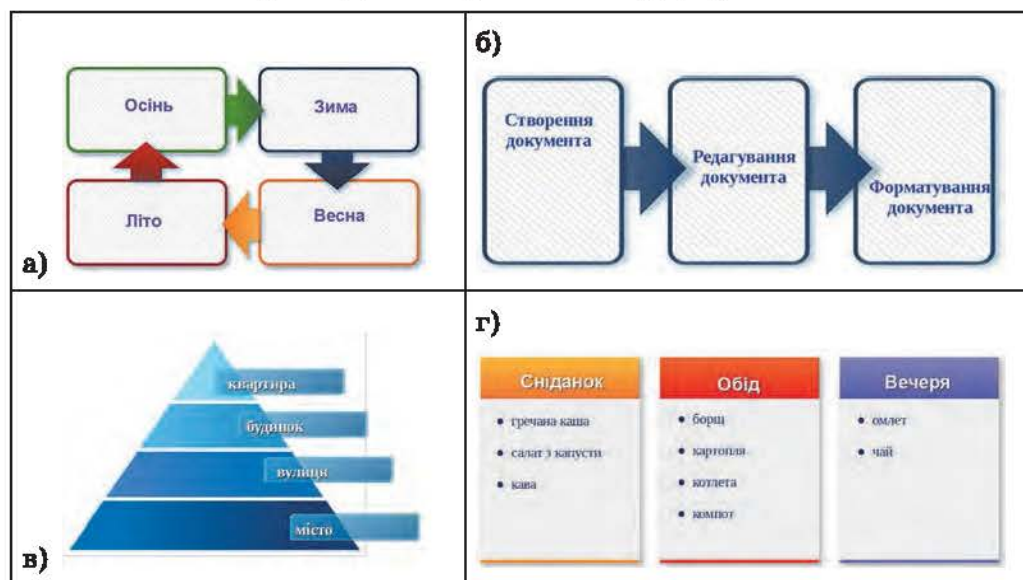 а)
Осінь
Зима
Літо
Весна
б)
Створення
документа
Редагування
документа
Форматування
документа
в)
квартира
будинок
вулиця
місто
г)
Сніданок
• гречана каша
• салат з капусти
• кава
Обід
• борщ
• картопля
• котлета
• компот
Вечеря
• омлет
• чай